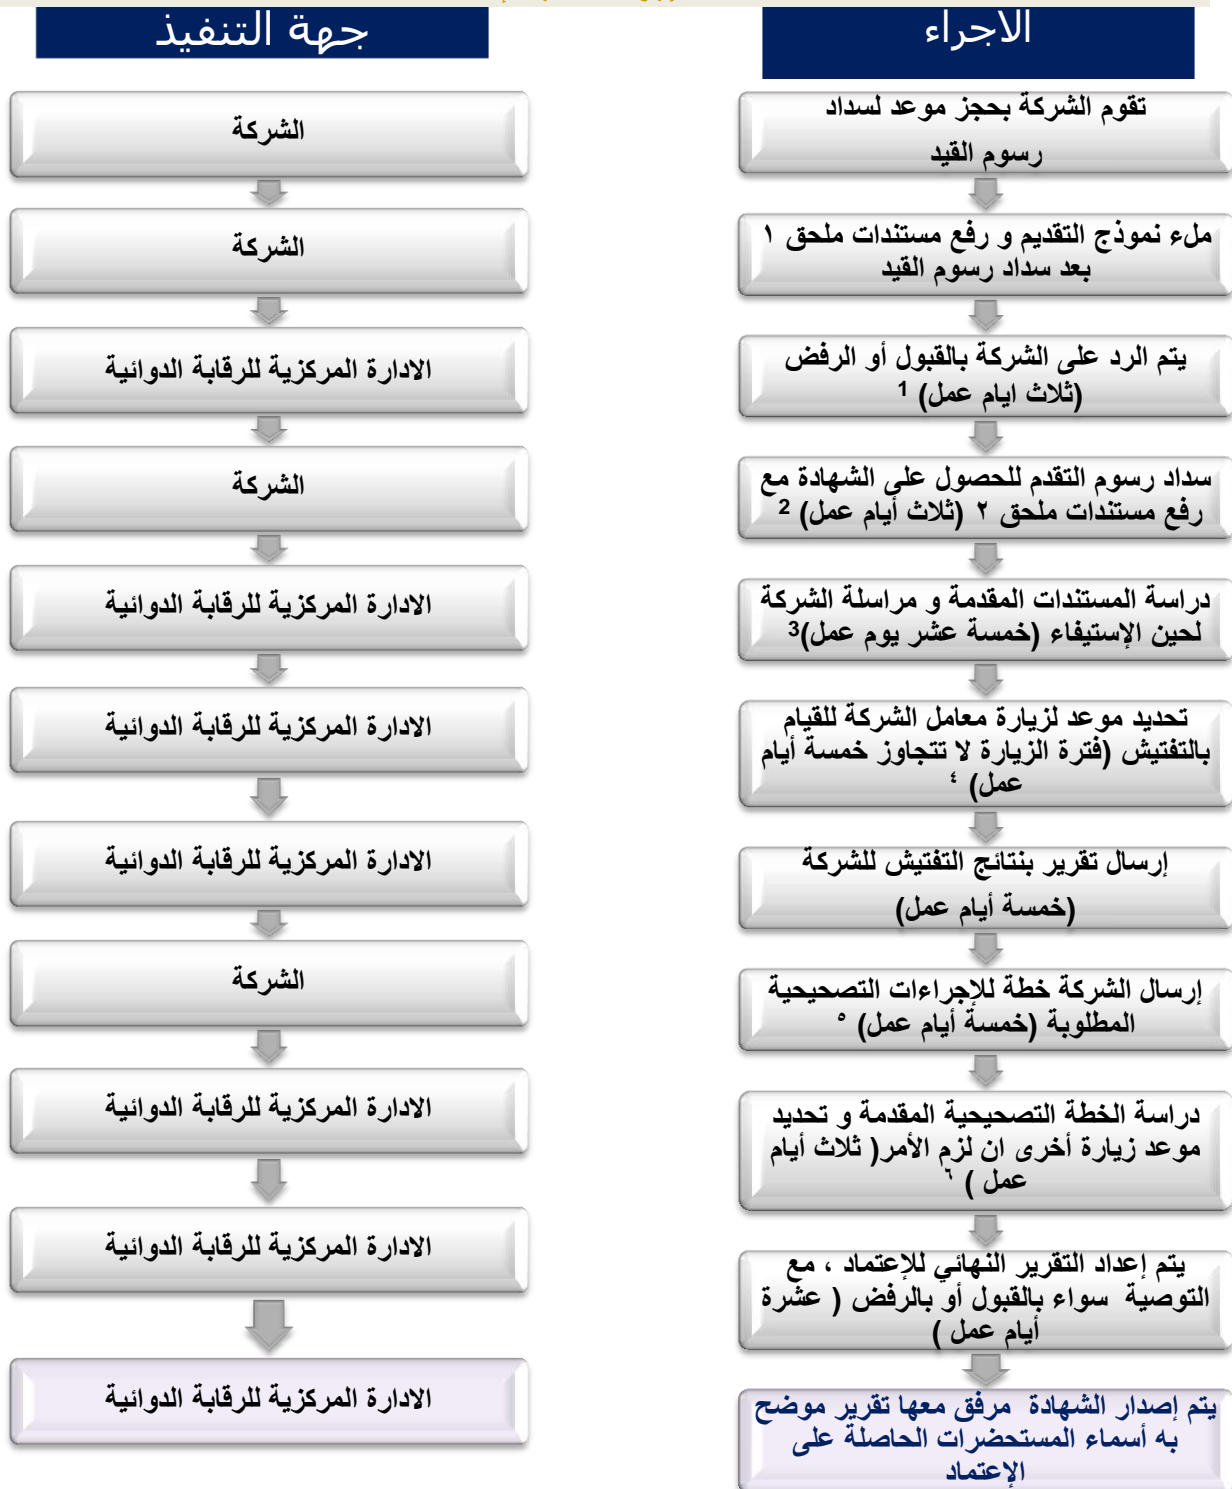 الاجراء
جهة التنفيذ
تقوم الشركة بحجز موعد لسداد
رسوم القيد
الشركة
ملء نموذج التقديم و رفع مستندات ملحق ١
بعد سداد رسوم القيد
الشركة
يتم الرد على الشركة بالقبول أو الرفض
(ثلاث ايام عمل) 1
الادارة المركزية للرقابة الدوائية
سداد رسوم التقدم للحصول على الشهادة مع
رفع مستندات ملحق ٢ (ثلاث أيام عمل) 2
الشركة
دراسة المستندات المقدمة و مراسلة الشركة
لحين الإستيفاء (خمسة عشر يوم عمل)3
الادارة المركزية للرقابة الدوائية
تحديد موعد لزيارة معامل الشركة للقيام
بالتفتيش (فترة الزيارة لا تتجاوز خمسة أيام
عمل) ٤
الادارة المركزية للرقابة الدوائية
إرسال تقرير بنتائج التفتيش للشركة
(خمسة أيام عمل)
الادارة المركزية للرقابة الدوائية
إرسال الشركة خطة للإجراءات التصحيحية
المطلوبة (خمسة أيام عمل) ٥
الشركة
دراسة الخطة التصحيحية المقدمة و تحديد
موعد زيارة أخرى ان لزم الأمر( ثلاث أيام
عمل ) ٦
الادارة المركزية للرقابة الدوائية
يتم إعداد التقرير النهائي للإعتماد ، مع
التوصية سواء بالقبول أو بالرفض ( عشرة
أيام عمل )
الادارة المركزية للرقابة الدوائية
يتم إصدار الشهادة مرفق معها تقرير موضح
به أسماء المستحضرات الحاصلة على
الإعتماد
الادارة المركزية للرقابة الدوائية